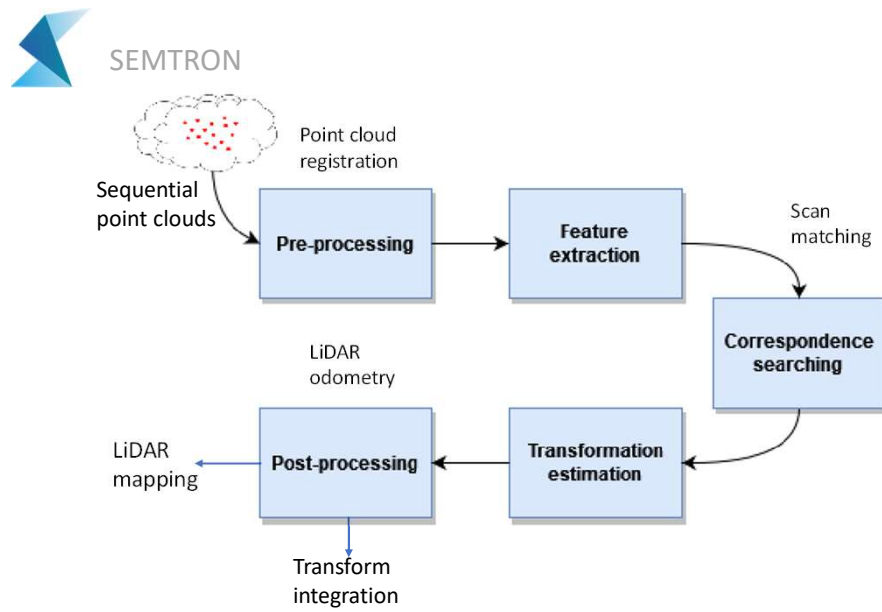 SEMTRON
Point cloud
registration
Sequential
point clouds
Pre-processing
Feature
extraction
Scan
matching
Correspondence
searching
LiDAR
odometry
LiDAR
mapping
Post-processing
Transformation
estimation
Transform
integration